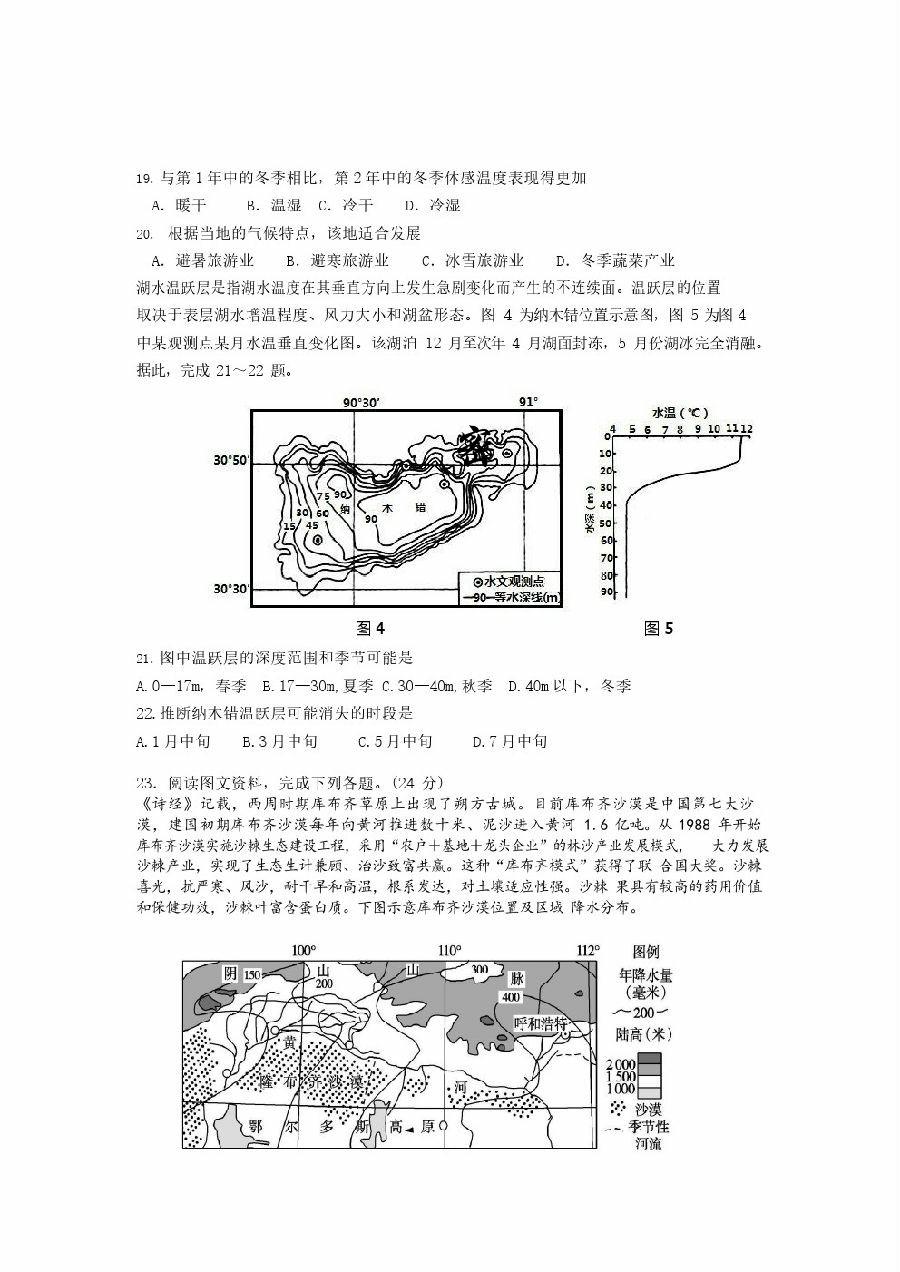 19. 与第 1 年中的冬季相比，第 2 年中的冬季体感温度表现得更加
A. 暖干 B. 温湿 C. 冷干 D. 冷湿
20. 根据当地的气候特点，该地适合发展
A. 避暑旅游业 B. 避寒旅游业 C. 冰雪旅游业 D. 冬季蔬菜产业
湖水温跃层是指湖水温度在其垂直方向上发生急剧变化而产生的不连续面。温跃层的位置
取决于表层湖水增温程度、风力大小和湖盆形态。图 4 为纳木错位置示意图，图 5 为图 4
中某观测点某月水温垂直变化图。该湖泊 12 月至次年 4 月湖面封冻，5 月份湖冰完全消融。
据此，完成 21～22 题。
90°30′ 91°
30°50′
30°30′
75 90
30 60
15 45
纳 木 错
90
⊙水文观测点
—90—等水深线(m)
图 4
水温（℃）
4 5 6 7 8 9 10 11 12
水深（m）
0
10
20
30
40
50
60
70
80
90
图 5
21. 图中温跃层的深度范围和季节可能是
A.0—17m，春季 B.17—30m,夏季 C.30—40m,秋季 D.40m以下，冬季
22.推断纳木错温跃层可能消失的时段是
A.1月中旬 B.3月中旬 C.5月中旬 D.7月中旬
23. 阅读图文资料，完成下列各题。（24 分）
《诗经》记载，西周时期库布齐草原上出现了朔方古城。目前库布齐沙漠是中国第七大沙
漠，建国初期库布齐沙漠每年向黄河推进数十米、泥沙进入黄河 1.6 亿吨。从 1988 年开始
库布齐沙漠实施沙棘生态建设工程，采用“农户＋基地＋龙头企业”的林沙产业发展模式， 大力发展
沙棘产业，实现了生态生计兼顾、治沙致富共赢。这种“库布齐模式”获得了联 合国大奖。沙棘
喜光，抗严寒、风沙，耐干旱和高温，根系发达，对土壤适应性强。沙棘 果具有较高的药用价值
和保健功效，沙棘叶富含蛋白质。下图示意库布齐沙漠位置及区域 降水分布。
100° 110° 112°
阴 150 山 200 山 300 脉 400
呼和浩特
黄 河
隆 布 齐 沙 漠
鄂 尔 多 斯 高 原
图例
年降水量
（毫米）
～200～
陆高（米）
2 000
1 500
1 000
沙漠
季节性
河流